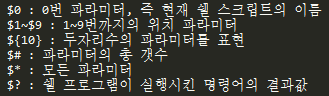 $0 : 0번 파라미터, 즉 현재 쉘 스크립트의 이름
$1~$9 : 1~9번까지의 위치 파라미터
${10} : 두자리수의 파라미터를 표현
$# : 파라미터의 총 갯수
$* : 모든 파라미터
$? : 쉘 프로그램이 실행시킨 명령어의 결과값